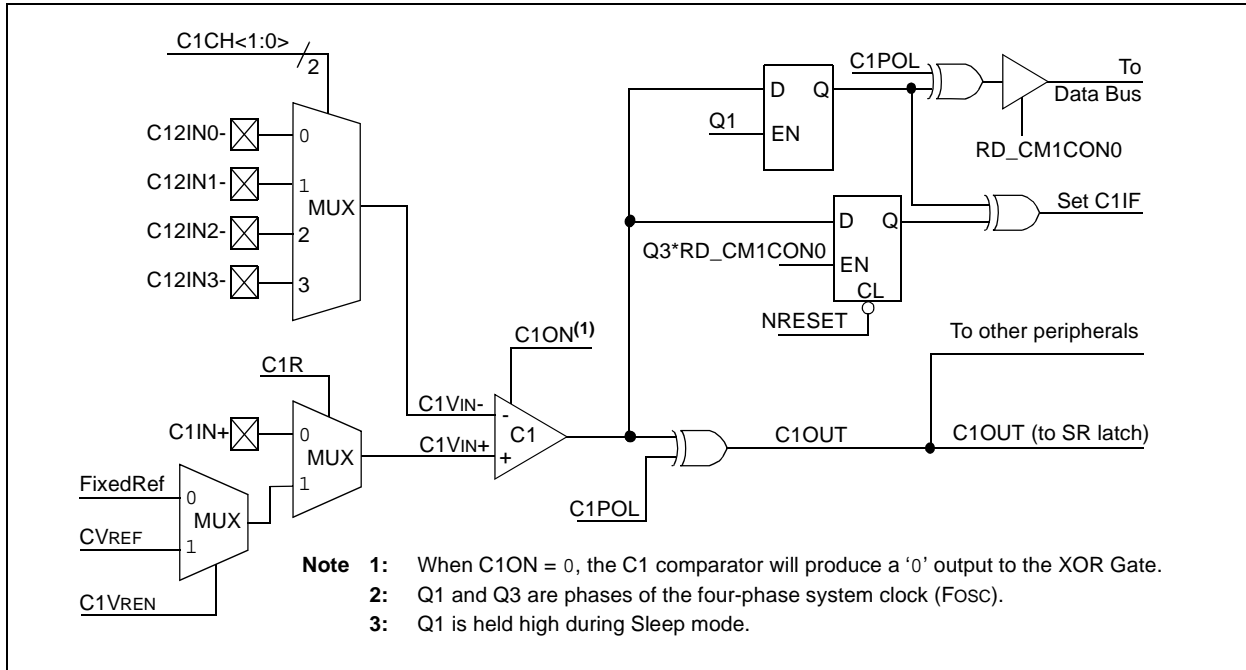 C1CH<1:0>
2
C12IN0-
0
C12IN1-
1
MUX
C12IN2-
2
C12IN3-
3
C1R
C1IN+
0
MUX
1
FixedRef
0
MUX
CVREF
1
C1VREN
C1ON(1)
C1VIN-
-
C1
C1VIN+
+
D Q
Q1
EN
C1POL
To
Data Bus
RD_CM1CON0
D Q
Q3*RD_CM1CON0
EN
CL
NRESET
Set C1IF
To other peripherals
C1OUT
C1OUT (to SR latch)
C1POL
Note 1: When C1ON = 0, the C1 comparator will produce a ‘0’ output to the XOR Gate.
2: Q1 and Q3 are phases of the four-phase system clock (FOSC).
3: Q1 is held high during Sleep mode.